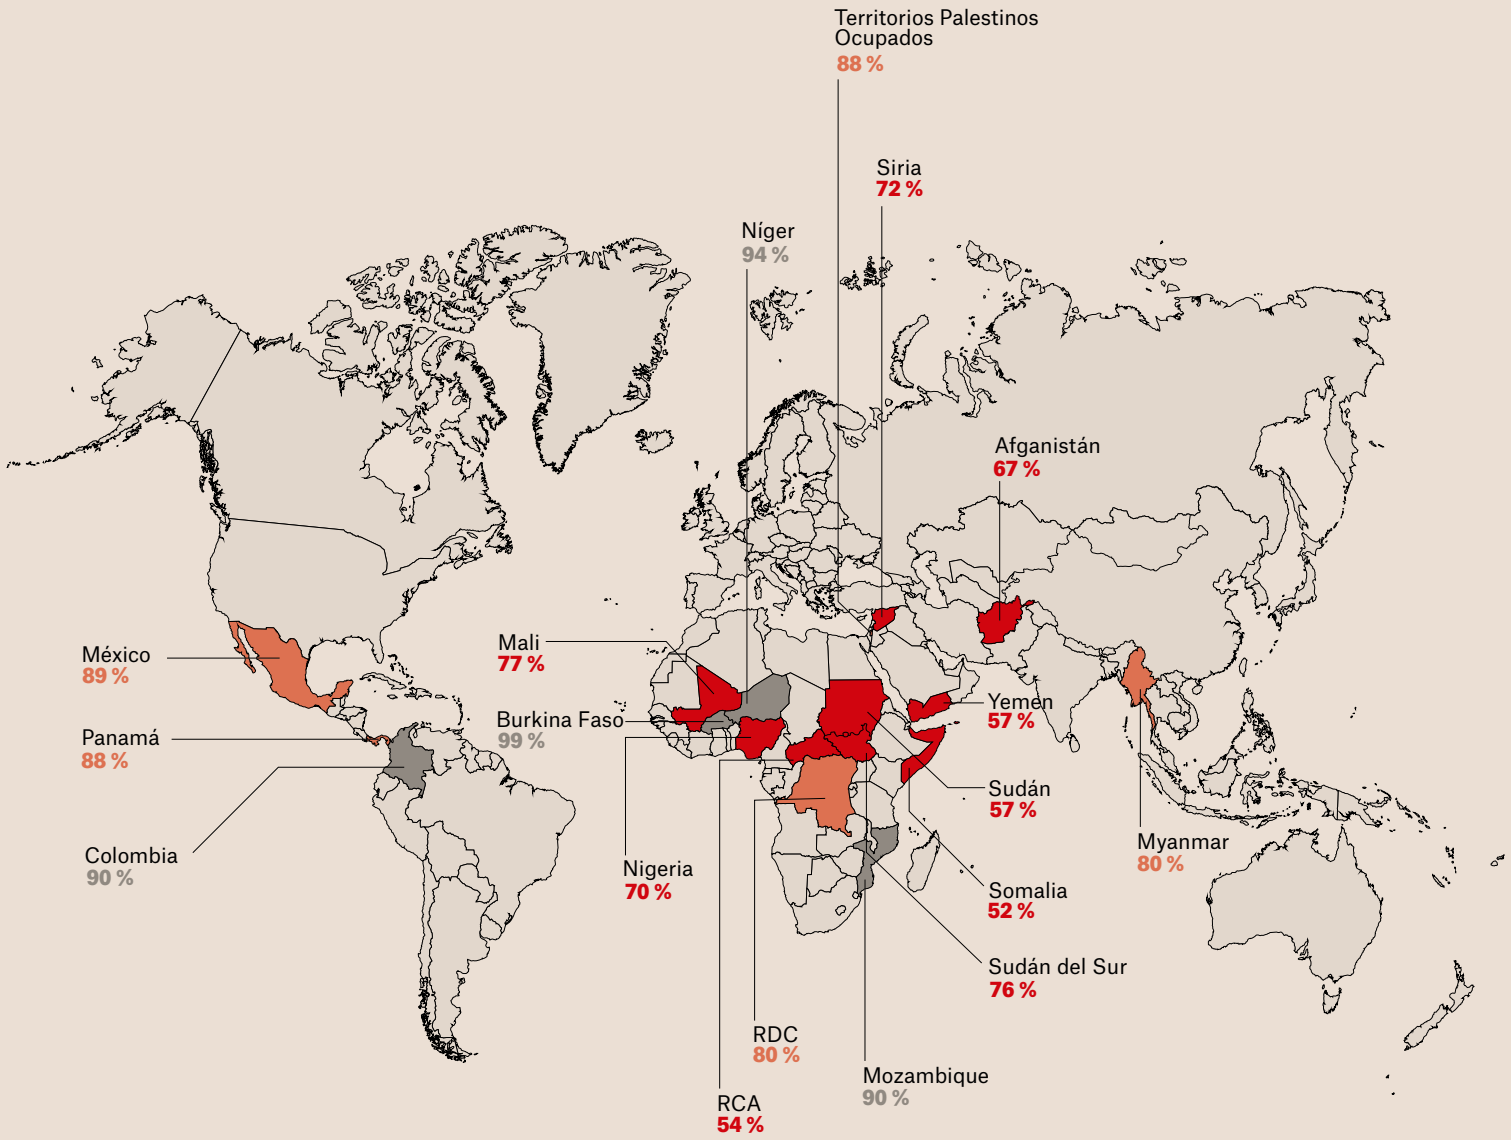 Territorios Palestinos
Ocupados
88 %
Siria
72 %
Níger
94 %
Afganistán
67 %
Mali
77 %
México
89 %
Yemen
57 %
Burkina Faso
99 %
Panamá
88 %
Sudán
57 %
Myanmar
80 %
Colombia
90 %
Nigeria
70 %
Somalia
52 %
Sudán del Sur
76 %
RDC
80 %
Mozambique
90 %
RCA
54 %